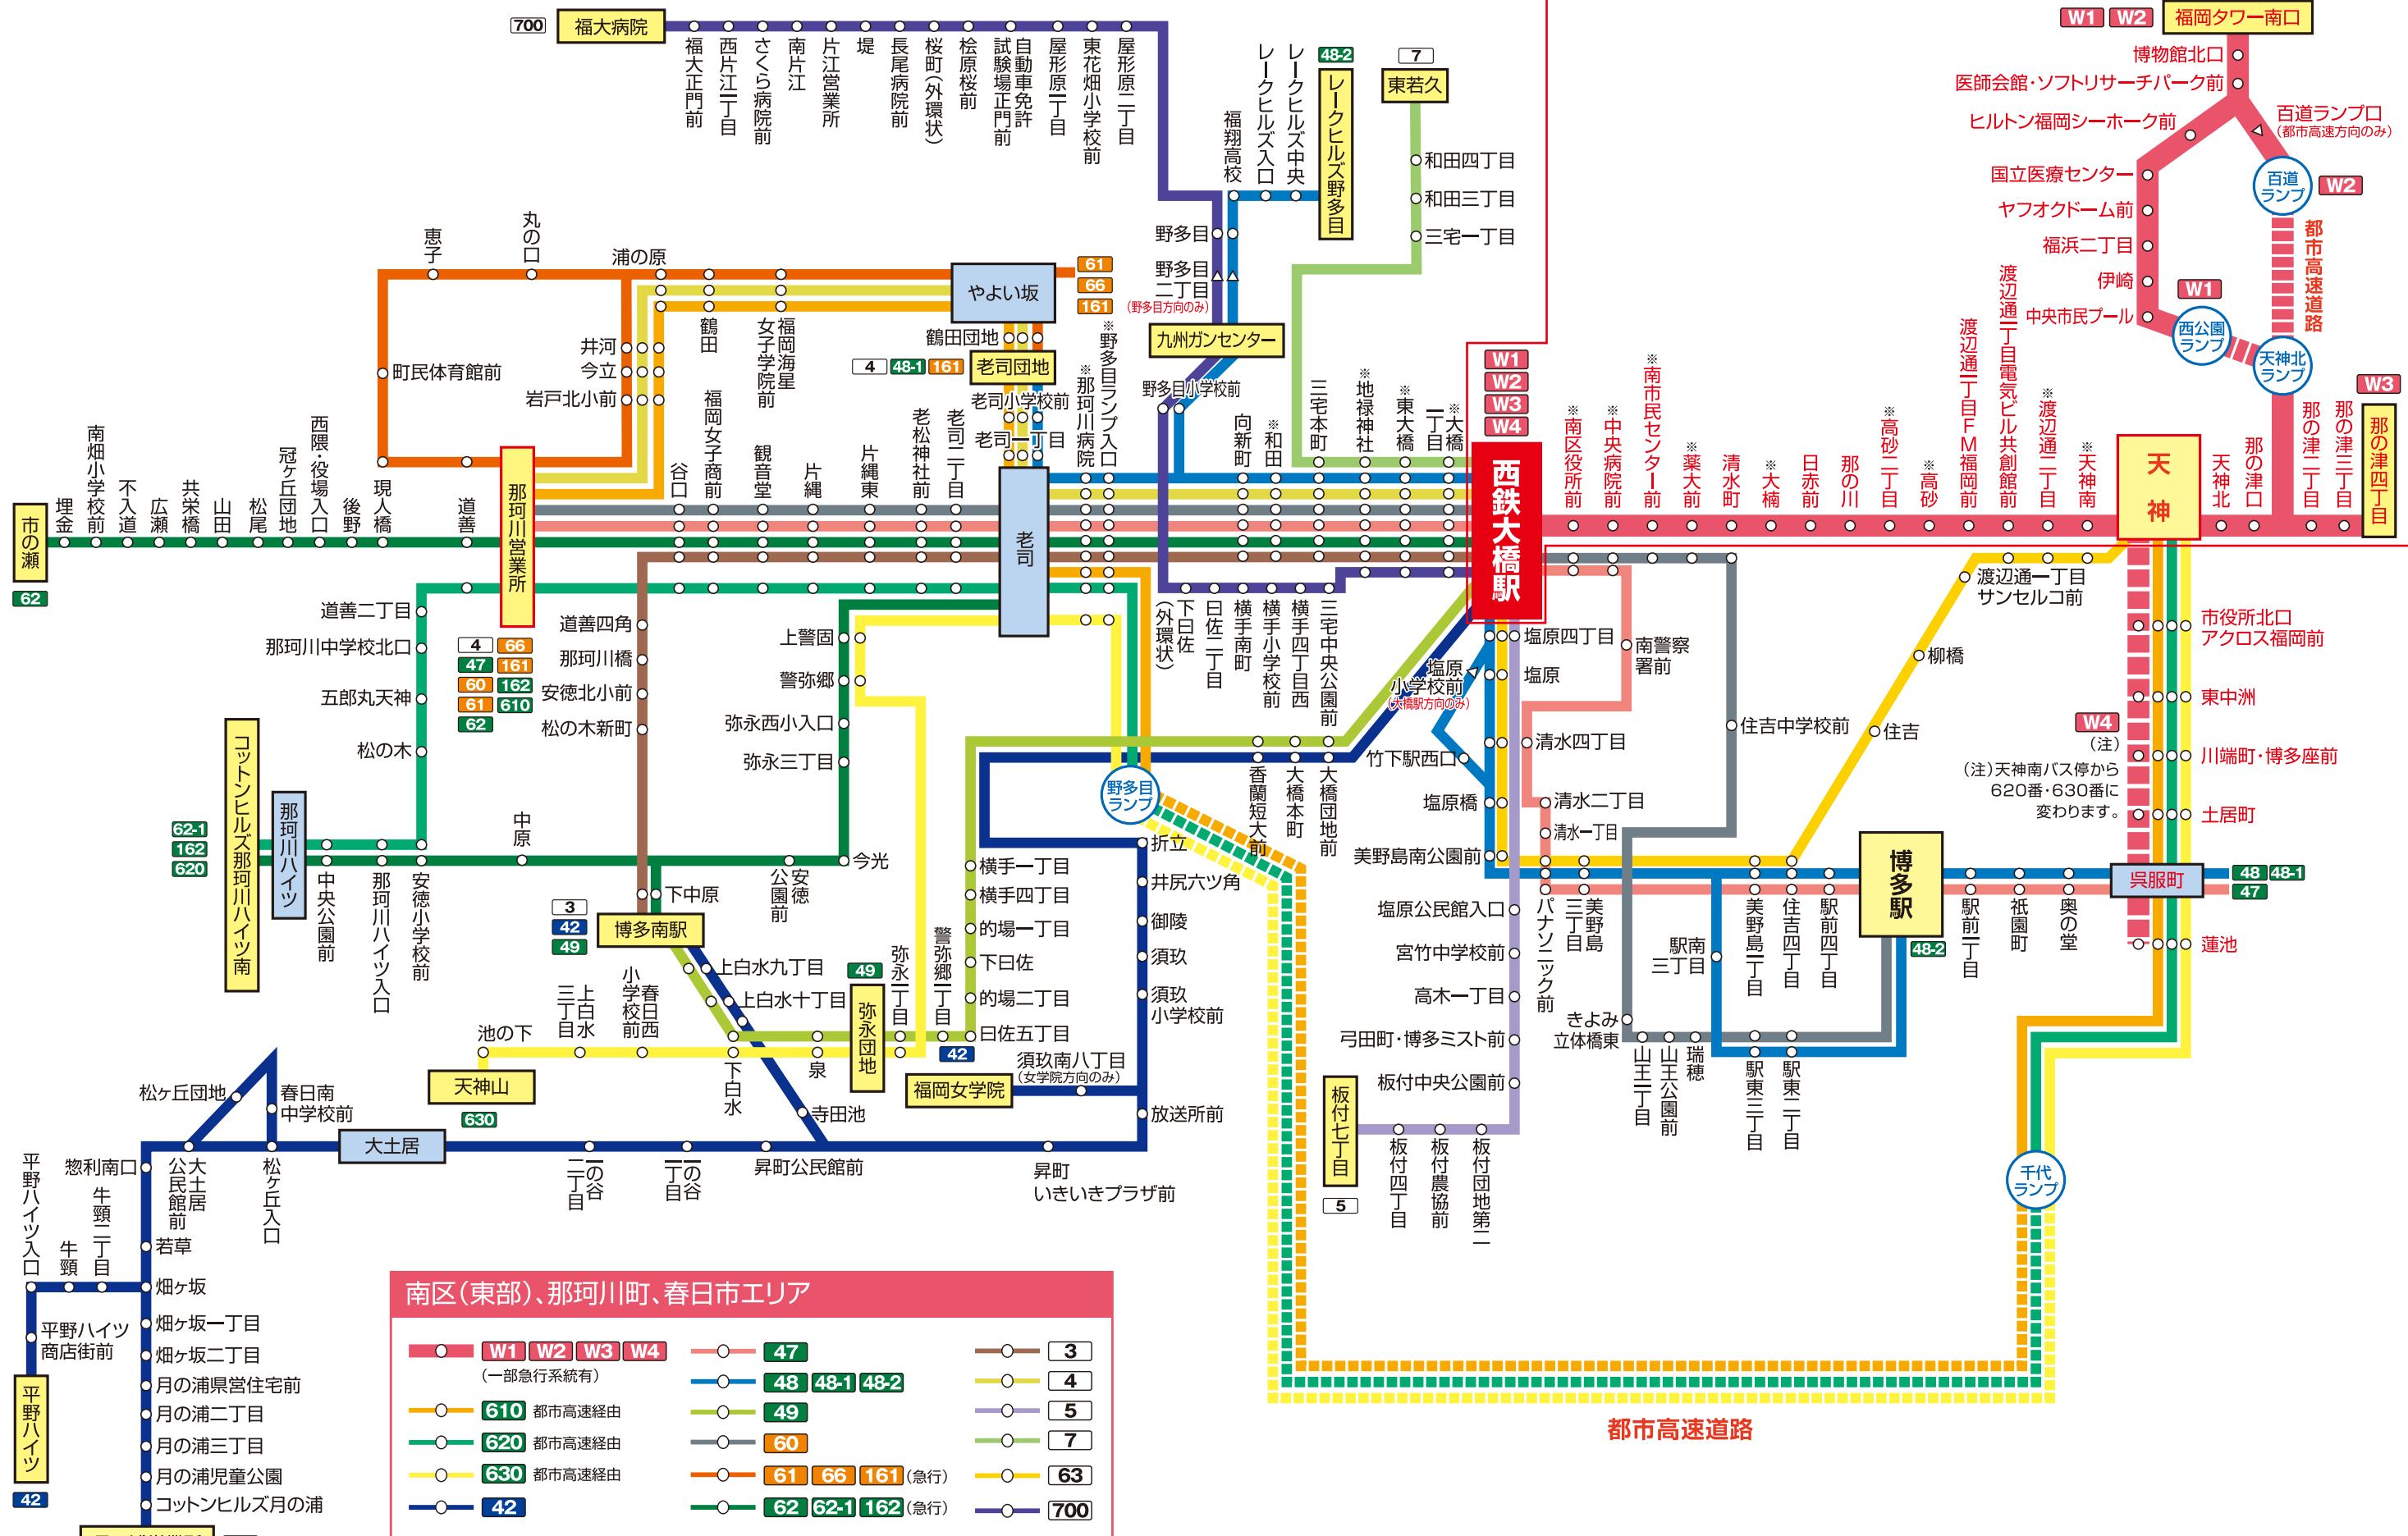 700
福大病院
福大正門前
西片江一丁目
さくら病院前
南片江
片江営業所
堤
長尾病院前
桜町(外環状)
桧原桜前
自動車免許
試験場正門前
屋形原一丁目
東花畑小学校前
屋形原二丁目
福翔高校
レークヒルズ入口
レークヒルズ中央
48-2
レークヒルズ野多目
7
東若久
和田四丁目
和田三丁目
三宅一丁目
野多目
野多目
二丁目
(野多目方向のみ)
九州ガンセンター
野多目小学校前
W1 W2
福岡タワー南口
博物館北口
医師会館・ソフトリサーチパーク前
ヒルトン福岡シーホーク前
百道ランプ口
(都市高速方向のみ)
百道
ランプ
W2
国立医療センター
ヤフオクドーム前
福浜二丁目
伊崎
中央市民プール
W1
西公園
ランプ
都市高速道路
天神北
ランプ
W3
那の津四丁目
那の津三丁目
那の津二丁目
那の津口
天神北
天神
※天神南
※渡辺通二丁目
渡辺通一丁目電気ビル共創館前
渡辺通一丁目FM福岡前
※高砂
※高砂二丁目
那の川
日赤前
※大楠
清水町
※薬大前
※南市民センター前
※中央病院前
※南区役所前
W1
W2
W3
W4
西鉄大橋駅
※大橋
一丁目
※東大橋
※地禄神社
三宅本町
※和田
向新町
※野多目ランプ入口
※那珂川病院
恵子
丸の口
浦の原
鶴田
福岡海星
女子学院前
やよい坂
61
66
161
鶴田団地
4 48-1 161
老司団地
老司小学校前
老司一丁目
老司
井河
今立
岩戸北小前
町民体育館前
那珂川営業所
谷口
福岡女子商前
観音堂
片縄
片縄東
老松神社前
老司二丁目
市の瀬
62
埋金
南畑小学校前
不入道
広瀬
共栄橋
山田
松尾
冠ヶ丘団地
西隈・役場入口
後野
現人橋
道善
道善二丁目
那珂川中学校北口
五郎丸天神
松の木
4 66
47 161
60 162
61 610
62
道善四角
那珂川橋
安徳北小前
松の木新町
上警固
警弥郷
弥永西小入口
弥永三丁目
今光
コットンヒルズ那珂川ハイツ南
62-1
162
620
那珂川ハイツ
中央公園前
那珂川ハイツ入口
安徳小学校前
中原
安徳
公園前
下中原
3
42
49
博多南駅
上白水九丁目
上白水十丁目
49
弥永団地
弥永一丁目
警弥郷一丁目
42
春日西
小学校前
上白水
三丁目
池の下
天神山
630
下白水
泉
寺田池
横手一丁目
横手四丁目
的場一丁目
下曰佐
的場二丁目
曰佐五丁目
折立
井尻六ツ角
御陵
須玖
須玖
小学校前
須玖南八丁目
(女学院方向のみ)
福岡女学院
放送所前
野多目
ランプ
下曰佐
(外環状)
曰佐二丁目
横手南町
横手小学校前
横手四丁目西
三宅中央公園前
香蘭短大前
大橋本町
大橋団地前
塩原
小学校前
(大橋駅方向のみ)
竹下駅西口
塩原橋
美野島南公園前
塩原公民館入口
宮竹中学校前
高木一丁目
弓田町・博多ミスト前
板付中央公園前
板付七丁目
5
板付四丁目
板付農協前
板付団地第二
塩原四丁目
塩原
南警察
署前
清水四丁目
清水二丁目
清水一丁目
住吉中学校前
パナソニック前
美野島
三丁目
きよみ
立体橋東
山王一丁目
山王公園前
瑞穂
駅南
三丁目
美野島一丁目
住吉四丁目
駅前四丁目
駅東三丁目
駅東二丁目
博多駅
48-2
駅前一丁目
祇園町
奥の堂
呉服町
48 48-1
47
蓮池
住吉
柳橋
渡辺通一丁目
サンセルコ前
市役所北口
アクロス福岡前
東中洲
川端町・博多座前
土居町
W4
(注)
(注)天神南バス停から
620番・630番に
変わります。
千代
ランプ
都市高速道路
松ヶ丘団地
春日南
中学校前
大土居
大土居
公民館前
松ヶ丘入口
一の谷
二丁目
一の谷
一丁目
昇町公民館前
昇町
いきいきプラザ前
惣利南口
若草
畑ヶ坂
畑ヶ坂一丁目
畑ヶ坂二丁目
月の浦県営住宅前
月の浦二丁目
月の浦三丁目
月の浦児童公園
コットンヒルズ月の浦
平野ハイツ入口
牛頸
牛頸二丁目
平野ハイツ
商店街前
平野ハイツ
42
南区(東部)、那珂川町、春日市エリア
W1 W2 W3 W4
(一部急行系統有)
610 都市高速経由
620 都市高速経由
630 都市高速経由
42
47
48 48-1 48-2
49
60
61 66 161 (急行)
62 62-1 162 (急行)
3
4
5
7
63
700